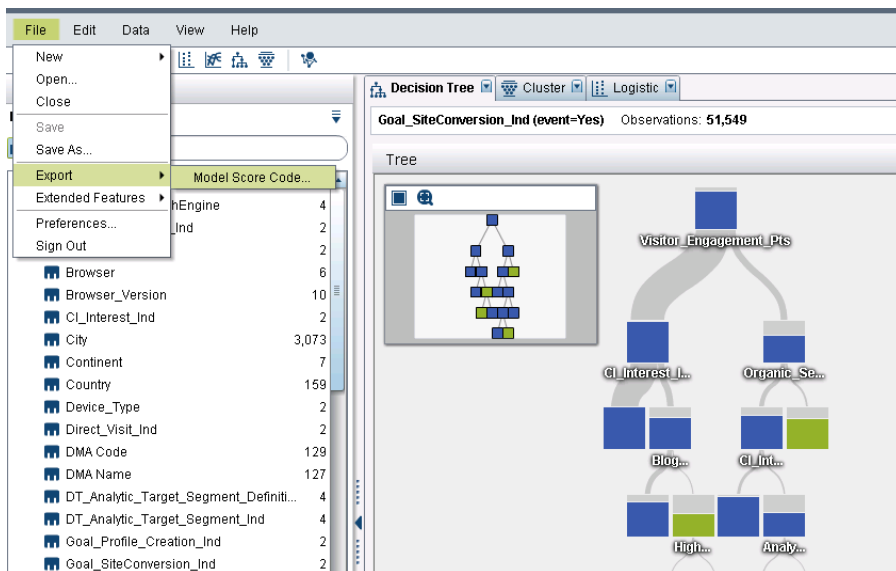 File Edit Data View Help
New
Open...
Close
Save
Save As...
Export
Model Score Code...
Extended Features
Preferences...
Sign Out
hEngine 4
_Ind 2
2
Browser 6
Browser_Version 10
CI_Interest_Ind 2
City 3,073
Continent 7
Country 159
Device_Type 2
Direct_Visit_Ind 2
DMA Code 129
DMA Name 127
DT_Analytic_Target_Segment_Definiti... 4
DT_Analytic_Target_Segment_Ind 4
Goal_Profile_Creation_Ind 2
Goal_SiteConversion_Ind 2
Decision Tree Cluster Logistic
Goal_SiteConversion_Ind (event=Yes) Observations: 51,549
Tree
Visitor_Engagement_Pts
CI_Interest_I... Organic_Se...
Blog... CI_Int...
High... Analy...